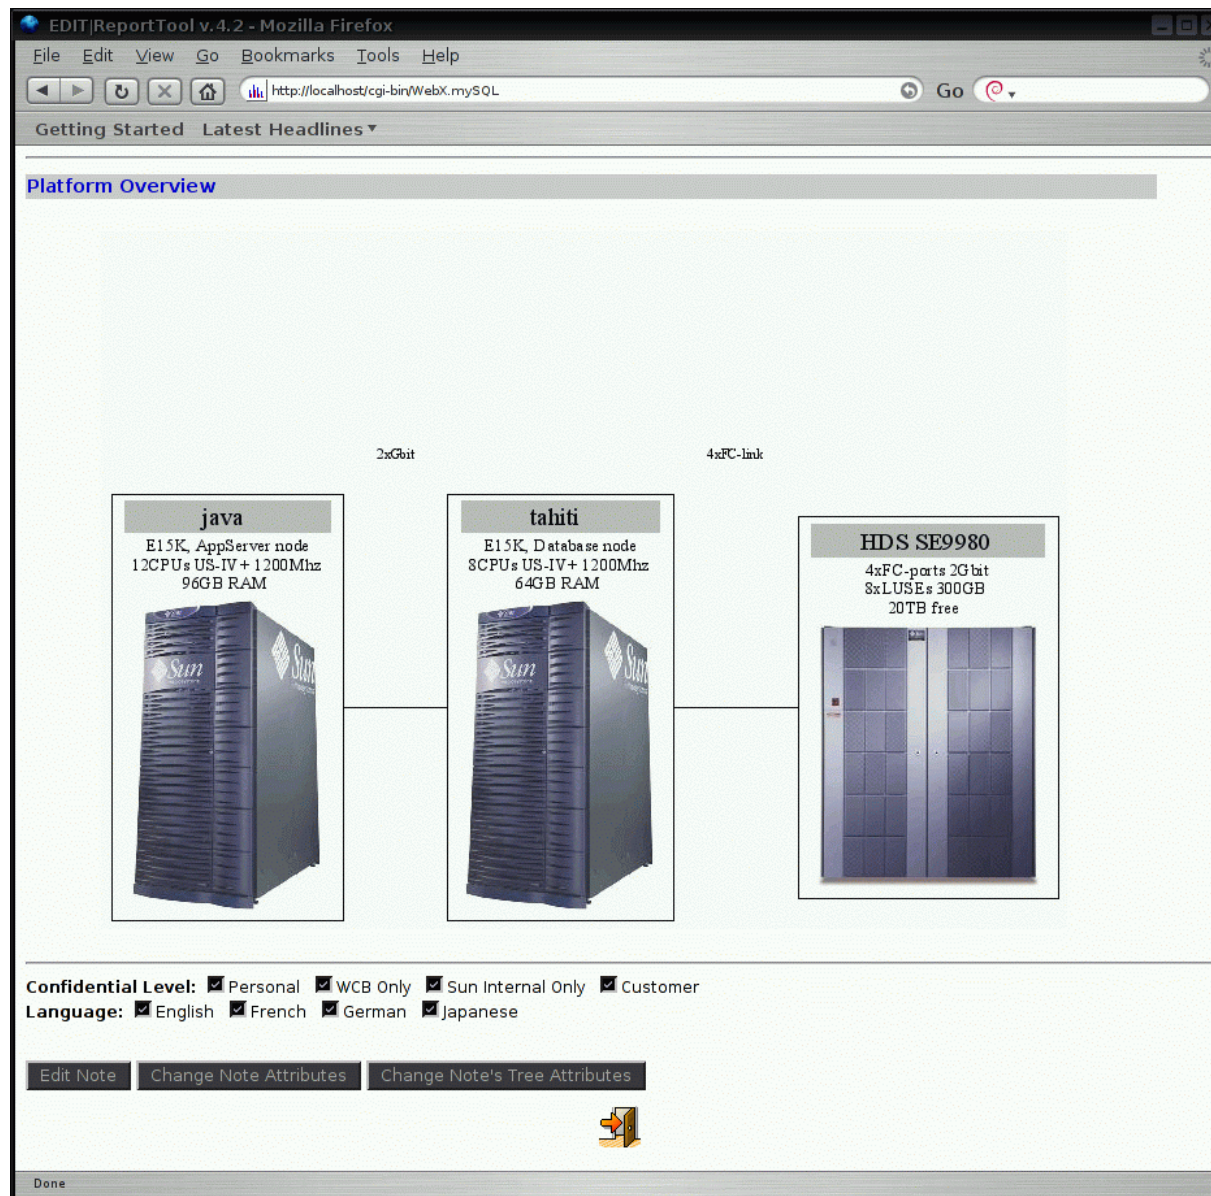 EDIT|ReportTool v.4.2 - Mozilla Firefox
File Edit View Go Bookmarks Tools Help
http://localhost/cgi-bin/WebX.mySQL Go
Getting Started Latest Headlines
Platform Overview
2xGbit 4xFC-link
java
E15K, AppServer node
12CPUs US-IV+ 1200Mhz
96GB RAM
Sun
Sun
tahiti
E15K, Database node
8CPUs US-IV+ 1200Mhz
64GB RAM
Sun
Sun
HDS SE9980
4xFC-ports 2Gbit
8xLUSEs 300GB
20TB free
Confidential Level: Personal WCB Only Sun Internal Only Customer
Language: English French German Japanese
Edit Note Change Note Attributes Change Note's Tree Attributes
Done